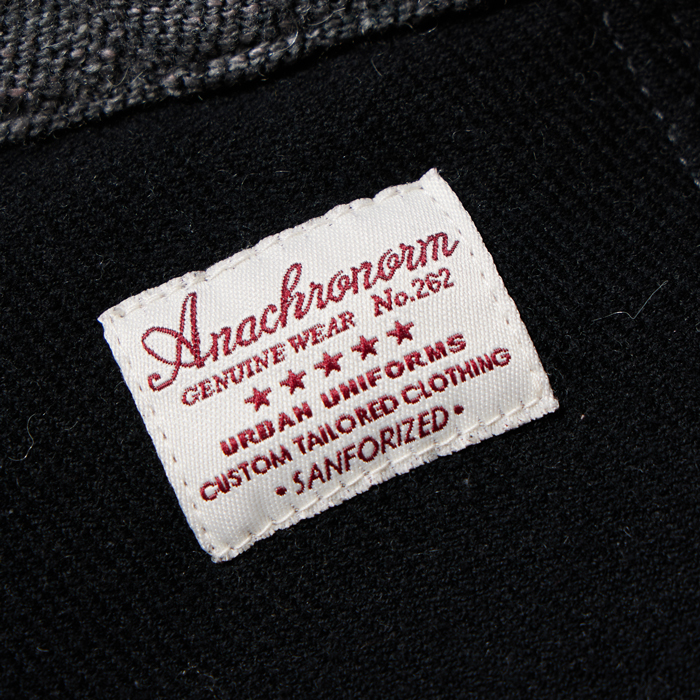 Anachronorm
GENUINE WEAR No.262
★★★★★
URBAN UNIFORMS
CUSTOM TAILORED CLOTHING
•SANFORIZED•